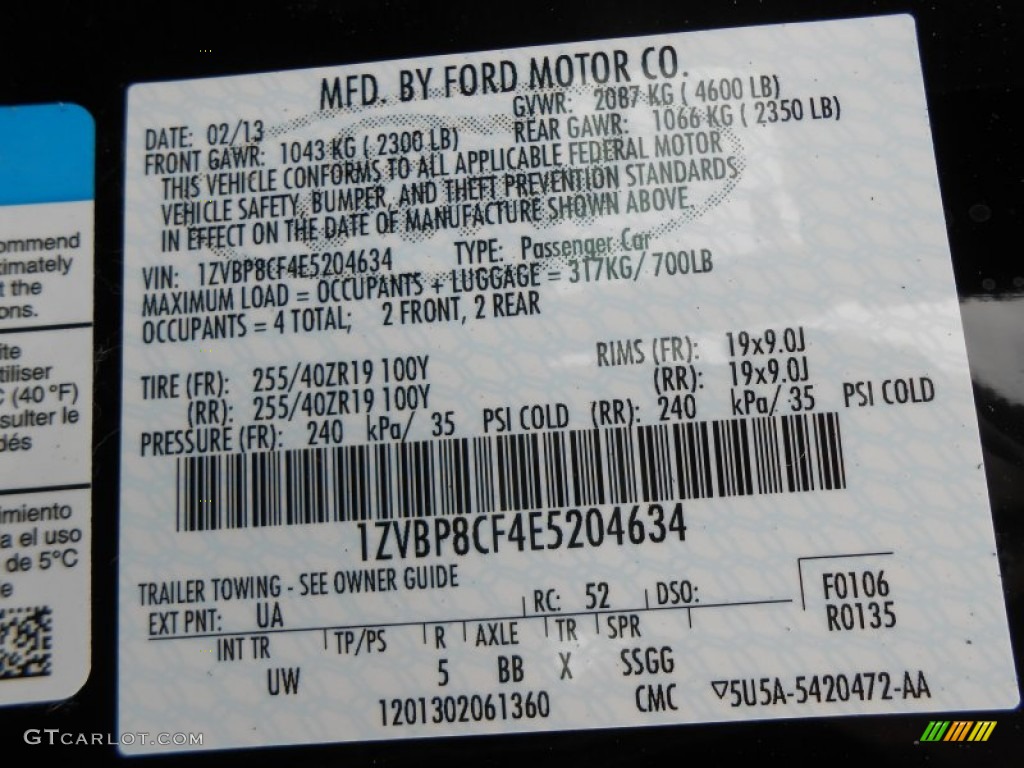 MFD. BY FORD MOTOR CO.
DATE: 02/13 GVWR: 2087 KG ( 4600 LB)
FRONT GAWR: 1043 KG ( 2300 LB) REAR GAWR: 1066 KG ( 2350 LB)
THIS VEHICLE CONFORMS TO ALL APPLICABLE FEDERAL MOTOR
VEHICLE SAFETY, BUMPER, AND THEFT PREVENTION STANDARDS
IN EFFECT ON THE DATE OF MANUFACTURE SHOWN ABOVE.
VIN: 1ZVBP8CF4E5204634 TYPE: Passenger Car
MAXIMUM LOAD = OCCUPANTS + LUGGAGE = 317KG/ 700LB
OCCUPANTS = 4 TOTAL; 2 FRONT, 2 REAR
TIRE (FR): 255/40ZR19 100Y RIMS (FR): 19x9.0J
(RR): 255/40ZR19 100Y (RR): 19x9.0J
PRESSURE (FR): 240 kPa/ 35 PSI COLD (RR): 240 kPa/ 35 PSI COLD
1ZVBP8CF4E5204634
TRAILER TOWING - SEE OWNER GUIDE
EXT PNT: UA RC: 52 DSO: F0106
R0135
INT TR TP/PS R AXLE TR SPR
UW 5 BB X SSGG
1201302061360 CMC ▽5U5A-5420472-AA
ommend
timately
t the
ons.
ite
tiliser
C (40 °F)
sulter le
dés
imiento
a el uso
de 5°C
e
GTCARLOT.COM